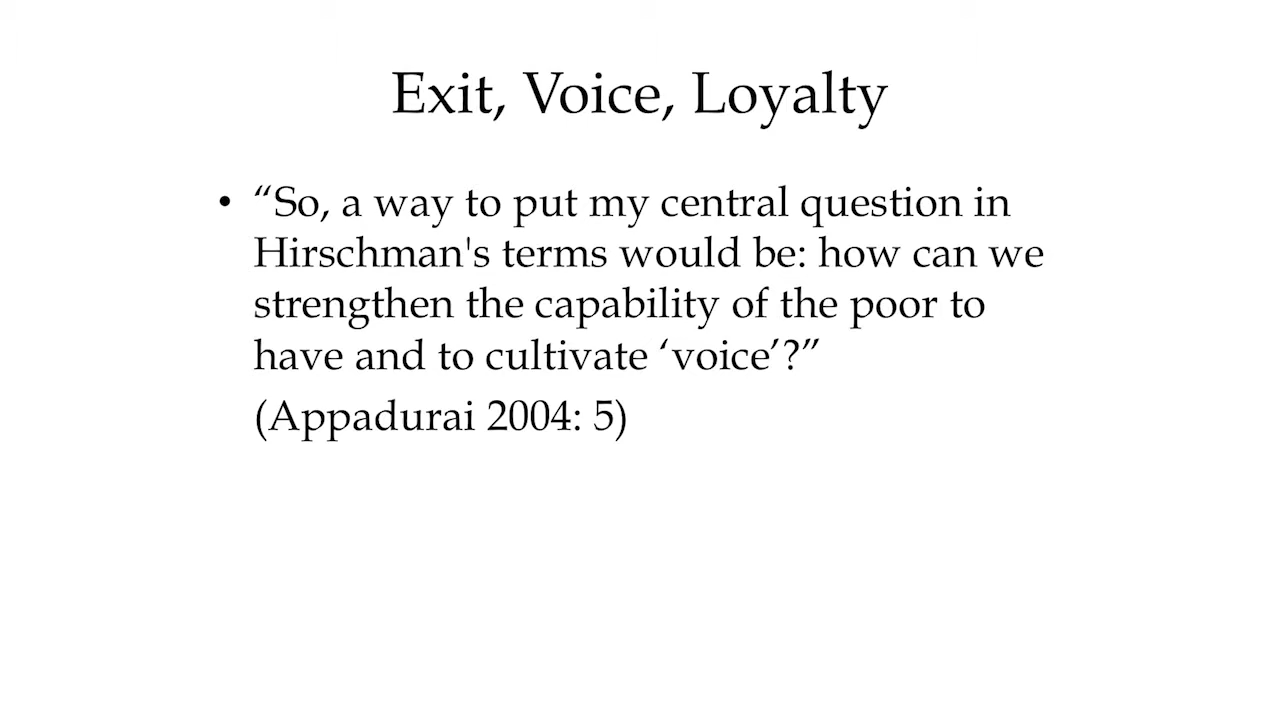 Exit, Voice, Loyalty
• “So, a way to put my central question in
Hirschman's terms would be: how can we
strengthen the capability of the poor to
have and to cultivate ‘voice’?”
(Appadurai 2004: 5)